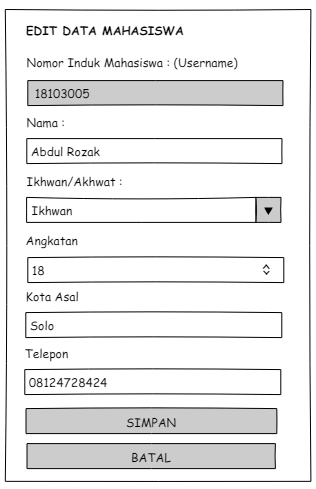 EDIT DATA MAHASISWA
Nomor Induk Mahasiswa : (Username)
18103005
Nama :
Abdul Rozak
Ikhwan/Akhwat :
Ikhwan
Angkatan
18
Kota Asal
Solo
Telepon
08124728424
SIMPAN
BATAL